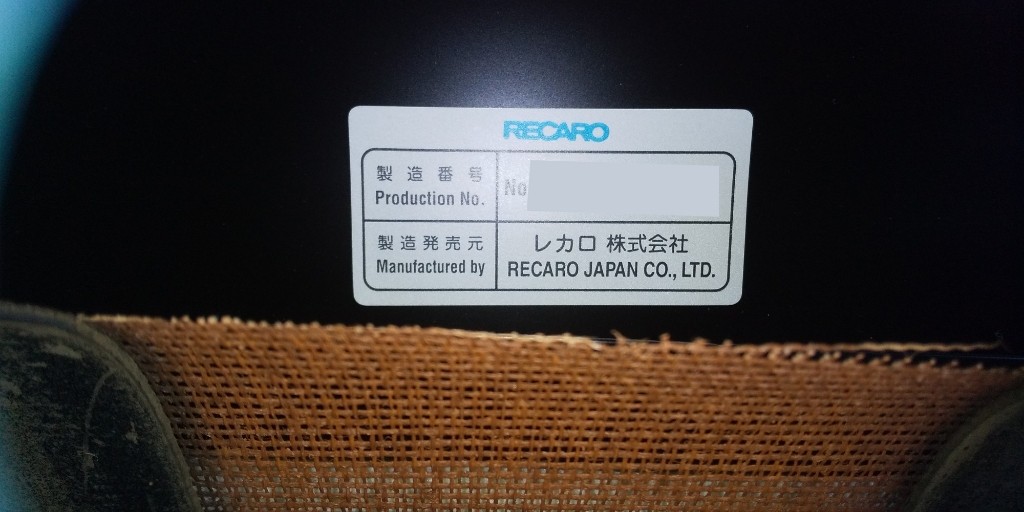 RECARO
製造番号
Production No.
No
製造発売元
Manufactured by
レカロ 株式会社
RECARO JAPAN CO., LTD.